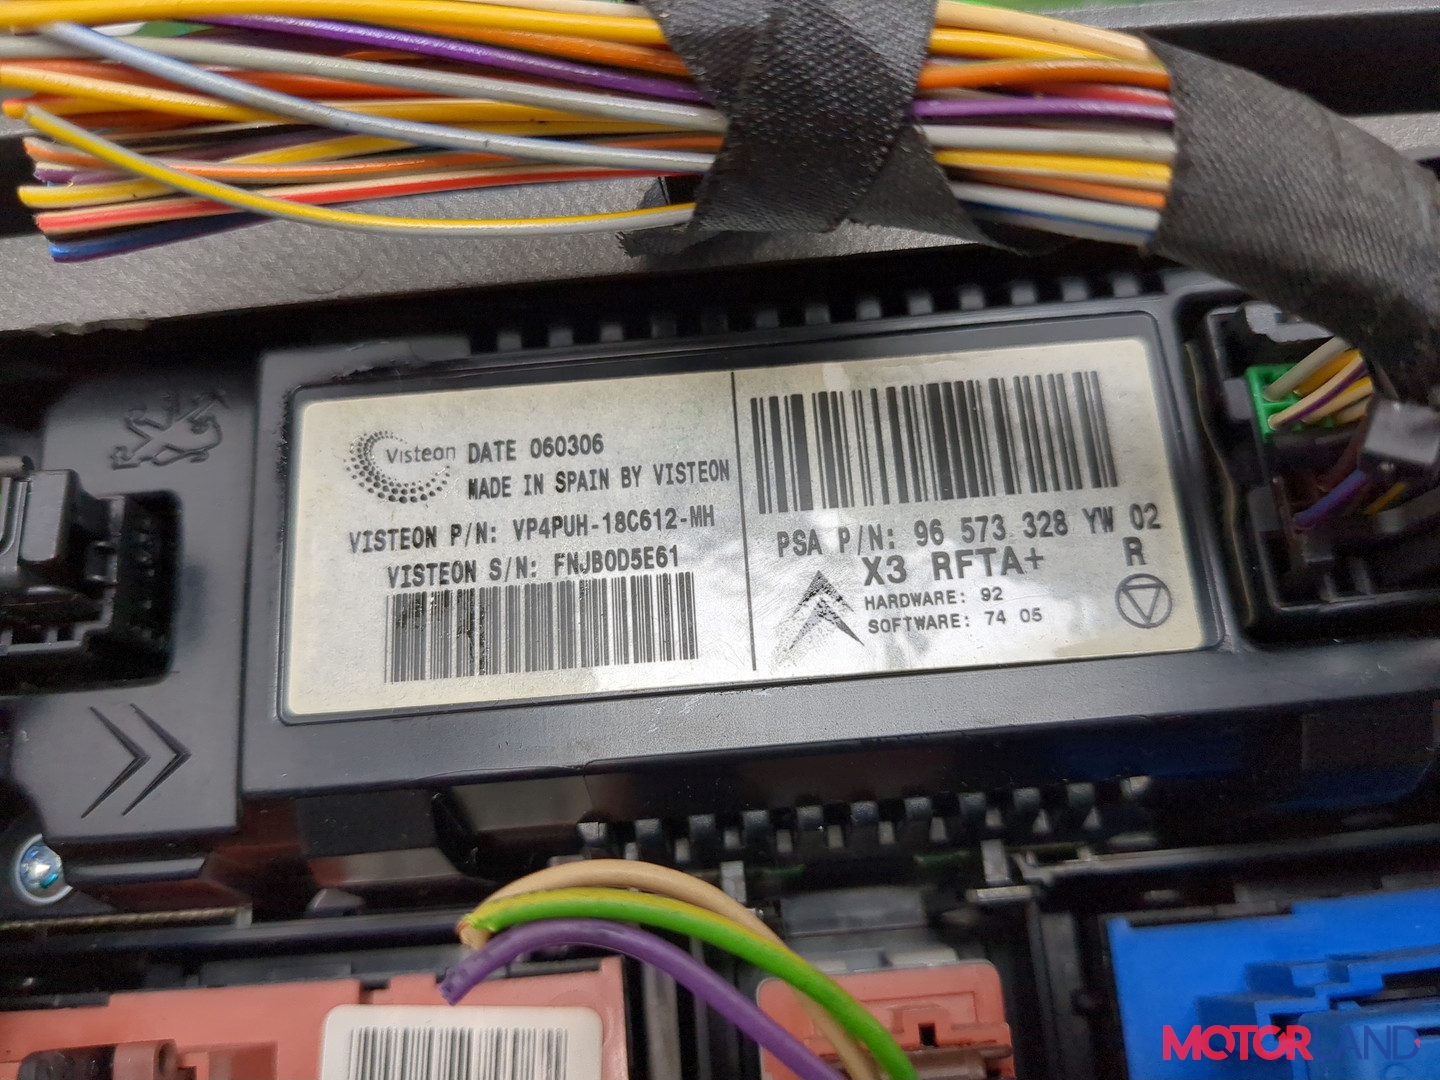 Visteon
DATE 060306
MADE IN SPAIN BY VISTEON
VISTEON P/N: VP4PUH-18C612-MH
VISTEON S/N: FNJB0D5E61
PSA P/N: 96 573 328 YW 02
X3 RFTA+ R
HARDWARE: 92
SOFTWARE: 74 05
MOTORLAND